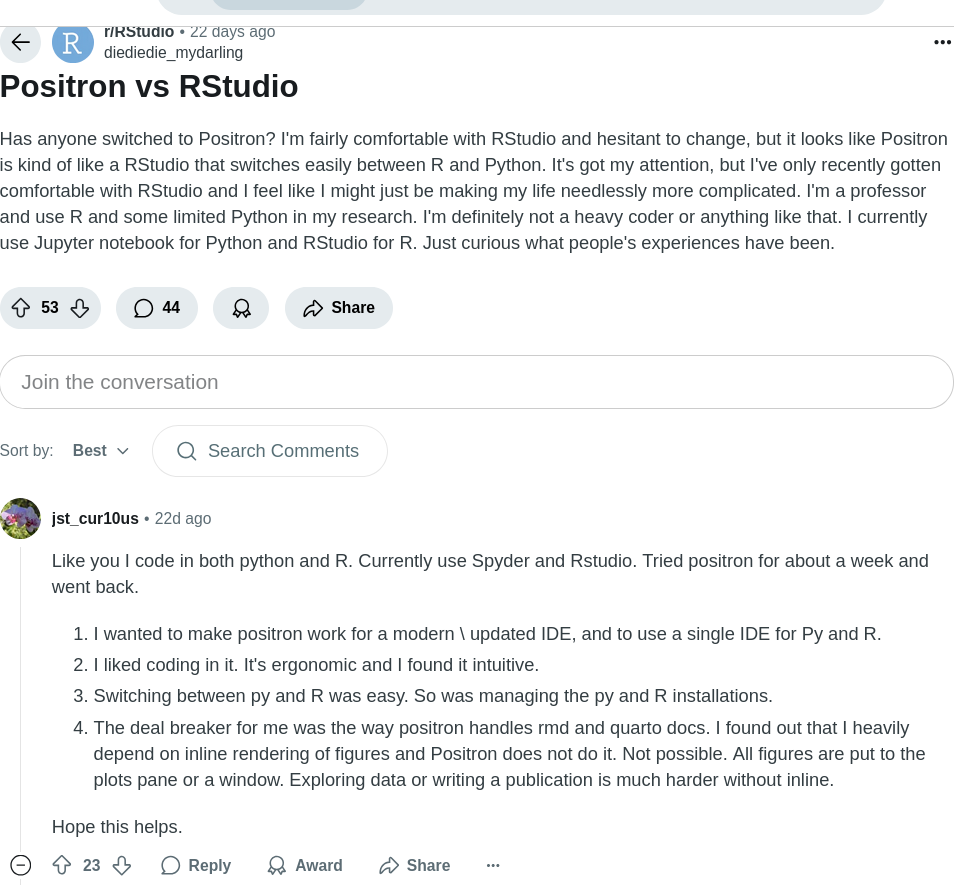 r/RStudio • 22 days ago
diediedie_mydarling
Positron vs RStudio
Has anyone switched to Positron? I'm fairly comfortable with RStudio and hesitant to change, but it looks like Positron
is kind of like a RStudio that switches easily between R and Python. It's got my attention, but I've only recently gotten
comfortable with RStudio and I feel like I might just be making my life needlessly more complicated. I'm a professor
and use R and some limited Python in my research. I'm definitely not a heavy coder or anything like that. I currently
use Jupyter notebook for Python and RStudio for R. Just curious what people's experiences have been.
53 44 Share
Join the conversation
Sort by: Best Search Comments
jst_cur10us • 22d ago
Like you I code in both python and R. Currently use Spyder and Rstudio. Tried positron for about a week and
went back.
1. I wanted to make positron work for a modern \ updated IDE, and to use a single IDE for Py and R.
2. I liked coding in it. It's ergonomic and I found it intuitive.
3. Switching between py and R was easy. So was managing the py and R installations.
4. The deal breaker for me was the way positron handles rmd and quarto docs. I found out that I heavily
depend on inline rendering of figures and Positron does not do it. Not possible. All figures are put to the
plots pane or a window. Exploring data or writing a publication is much harder without inline.
Hope this helps.
23 Reply Award Share